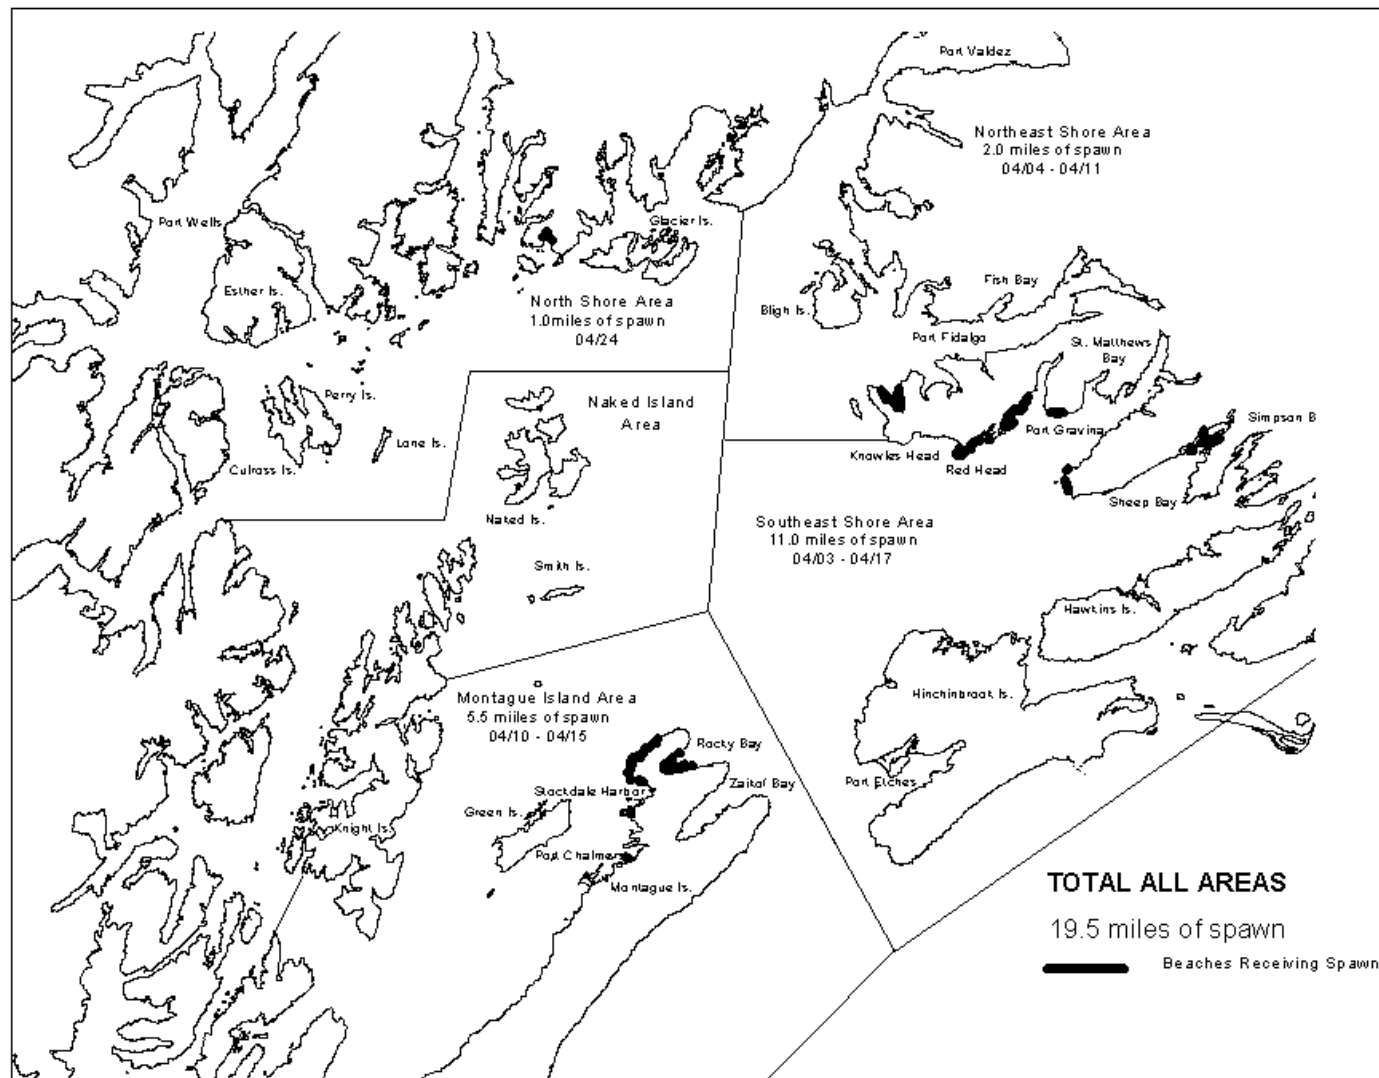 Port Valdez
Northeast Shore Area
2.0 miles of spawn
04/04 - 04/11
Port Wells
Glacier Is.
Esther Is.
Fish Bay
North Shore Area
1.0miles of spawn
04/24
Bligh Is.
Port Fidalgo
St. Matthews
Bay
Perry Is.
Naked Island
Area
Simpson B
Lone Is.
Port Gravina
Knowles Head
Red Head
Culross Is.
Sheep Bay
Naked Is.
Southeast Shore Area
11.0 miles of spawn
04/03 - 04/17
Smith Is.
Hawkins Is.
Montague Island Area
5.5 miiles of spawn
04/10 - 04/15
Hinchinbrook Is.
Rocky Bay
Zaikof Bay
Port Etches
Stockdale Harbor
Green Is.
Knight Is.
Port Chalmers
Montague Is.
TOTAL ALL AREAS
19.5 miles of spawn
Beaches Receiving Spawn